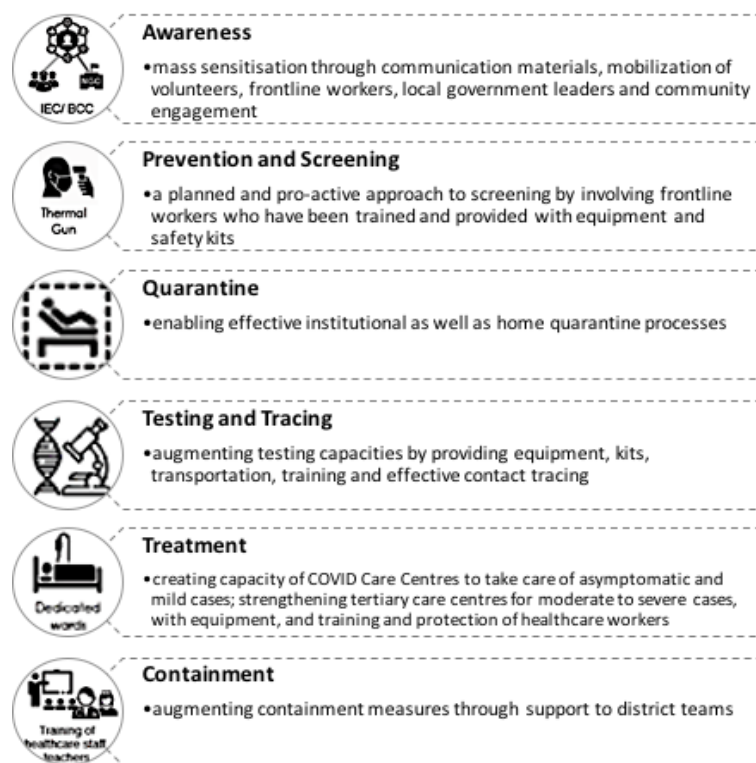 Awareness
•mass sensitisation through communication materials, mobilization of
volunteers, frontline workers, local government leaders and community
engagement
IEC/ BCC
NGO
Prevention and Screening
•a planned and pro-active approach to screening by involving frontline
workers who have been trained and provided with equipment and
safety kits
Thermal
Gun
Quarantine
•enabling effective institutional as well as home quarantine processes
Testing and Tracing
•augmenting testing capacities by providing equipment, kits,
transportation, training and effective contact tracing
Treatment
•creating capacity of COVID Care Centres to take care of asymptomatic and
mild cases; strengthening tertiary care centres for moderate to severe cases,
with equipment, and training and protection of healthcare workers
Dedicated
wards
Containment
•augmenting containment measures through support to district teams
Training of
healthcare staff
teachers